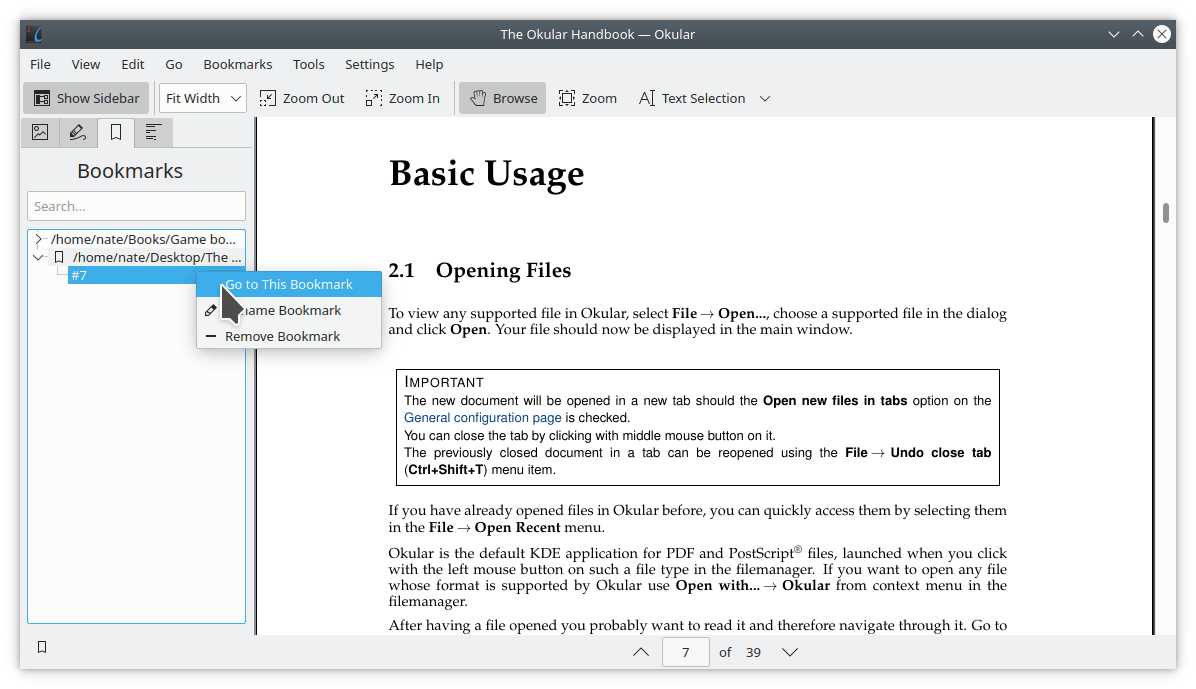 The Okular Handbook — Okular
File View Edit Go Bookmarks Tools Settings Help
Show Sidebar Fit Width Zoom Out Zoom In Browse Zoom Text Selection
Bookmarks
Search...
/home/nate/Books/Game bo...
/home/nate/Desktop/The ...
#7
Go to This Bookmark
ame Bookmark
Remove Bookmark
Basic Usage
2.1 Opening Files
To view any supported file in Okular, select File → Open..., choose a supported file in the dialog
and click Open. Your file should now be displayed in the main window.
IMPORTANT
The new document will be opened in a new tab should the Open new files in tabs option on the
General configuration page is checked.
You can close the tab by clicking with middle mouse button on it.
The previously closed document in a tab can be reopened using the File → Undo close tab
(Ctrl+Shift+T) menu item.
If you have already opened files in Okular before, you can quickly access them by selecting them
in the File → Open Recent menu.
Okular is the default KDE application for PDF and PostScript® files, launched when you click
with the left mouse button on such a file type in the filemanager. If you want to open any file
whose format is supported by Okular use Open with... → Okular from context menu in the
filemanager.
After having a file opened you probably want to read it and therefore navigate through it. Go to
7 of 39